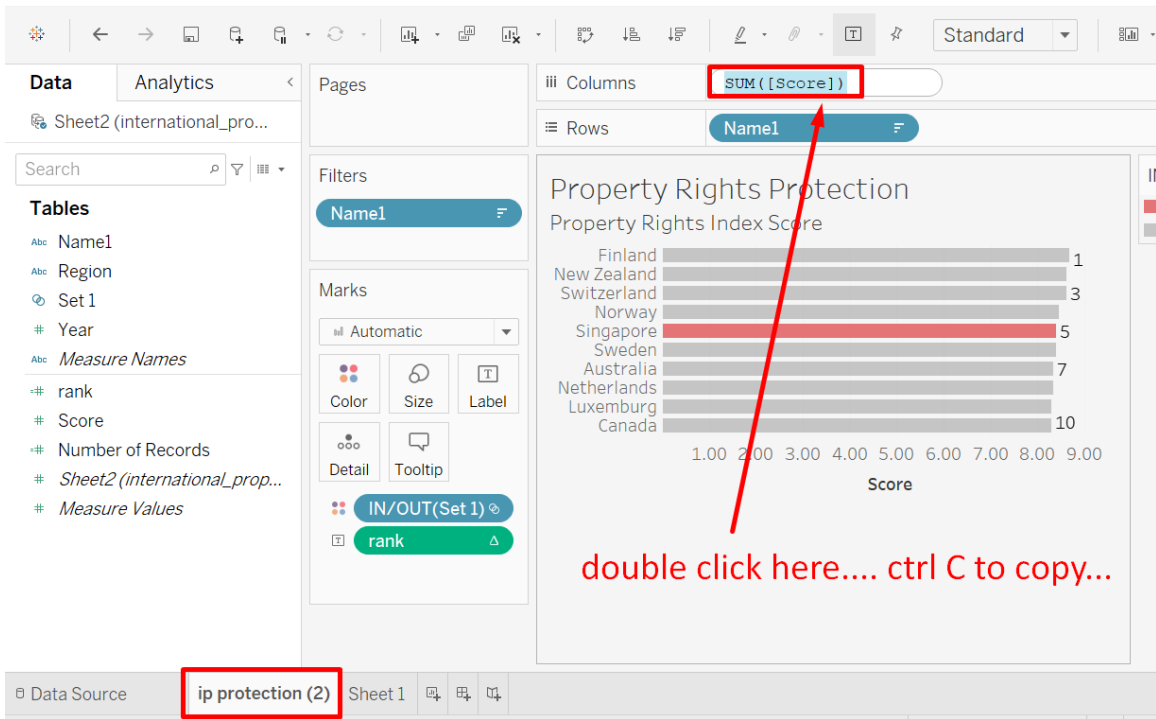 Standard
Data
Analytics
Sheet2 (international_pro...
Search
Tables
Abc Name1
Abc Region
Set 1
# Year
Abc Measure Names
# rank
# Score
# Number of Records
# Sheet2 (international_prop...
# Measure Values
Pages
Filters
Name1
Marks
Automatic
Color
Size
T
Label
Detail
Tooltip
IN/OUT(Set 1)
T
rank
Columns
SUM([Score])
Rows
Name1
Property Rights Protection
Property Rights Index Score
Finland 1
New Zealand
Switzerland 3
Norway
Singapore 5
Sweden
Australia 7
Netherlands
Luxemburg
Canada 10
1.00 2.00 3.00 4.00 5.00 6.00 7.00 8.00 9.00
Score
double click here.... ctrl C to copy...
Data Source
ip protection (2)
Sheet 1